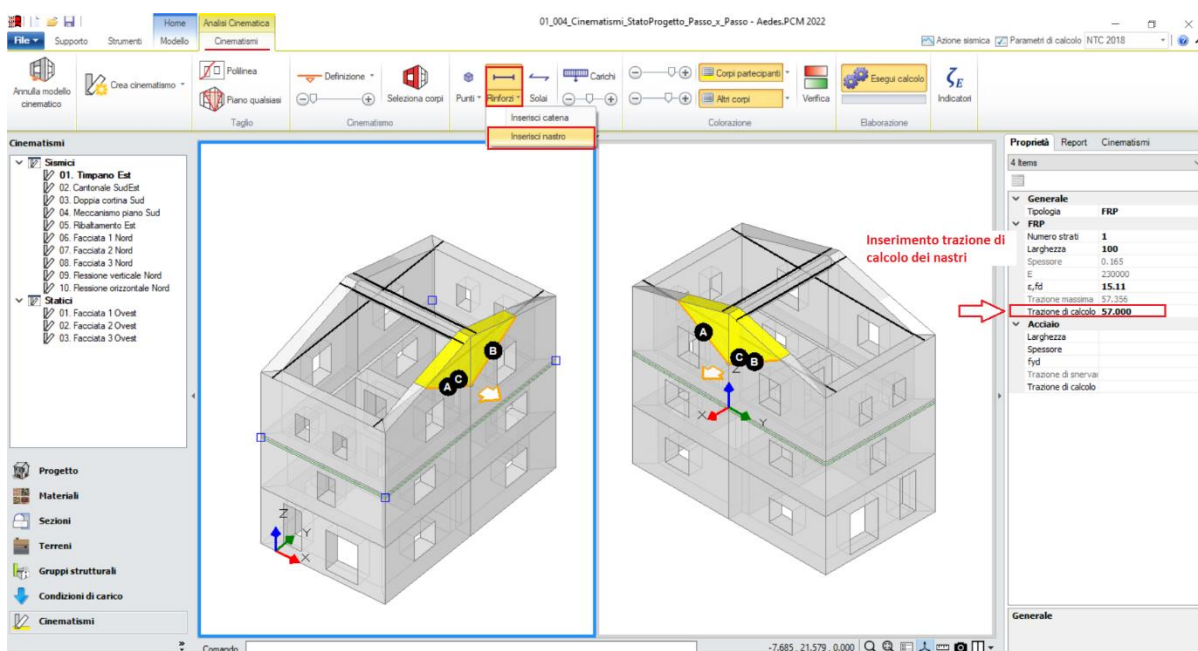 01_004_Cinematismi_StatoProgetto_Passo_x_Passo - Aedes.PCM 2022
Home
Analisi Cinematica
File
Supporto
Strumenti
Modello
Cinematismi
Azione sismica
Parametri di calcolo
NTC 2018
Annulla modello
cinematico
Crea cinematismo
Polilinea
Piano qualsiasi
Taglio
Definizione
Seleziona corpi
Cinematismo
Punti
Rinforzi
Solai
Carichi
Inserisci catena
Inserisci nastro
Corpi partecipanti
Altri corpi
Colorazione
Verifica
Esegui calcolo
Elaborazione
ζE
Indicatori
Cinematismi
Sismici
01. Timpano Est
02. Cantonale SudEst
03. Doppia cortina Sud
04. Meccanismo piano Sud
05. Ribaltamento Est
06. Facciata 1 Nord
07. Facciata 2 Nord
08. Facciata 3 Nord
09. Flessione verticale Nord
10. Flessione orizzontale Nord
Statici
01. Facciata 1 Ovest
02. Facciata 2 Ovest
03. Facciata 3 Ovest
Progetto
Materiali
Sezioni
Terreni
Gruppi strutturali
Condizioni di carico
Cinematismi
A
C
B
Z
Y
X
A
C
B
Z
X
Y
Inserimento trazione di
calcolo dei nastri
Proprietà Report Cinematismi
4 Items
Generale
Tipologia FRP
FRP
Numero strati 1
Larghezza 100
Spessore 0.165
E 230000
ε,fd 15.11
Trazione massima 57.356
Trazione di calcolo 57.000
Acciaio
Larghezza
Spessore
fyd
Trazione di snerva
Trazione di calcolo
Generale
Comando
-7.685 , 21.579 , 0.000